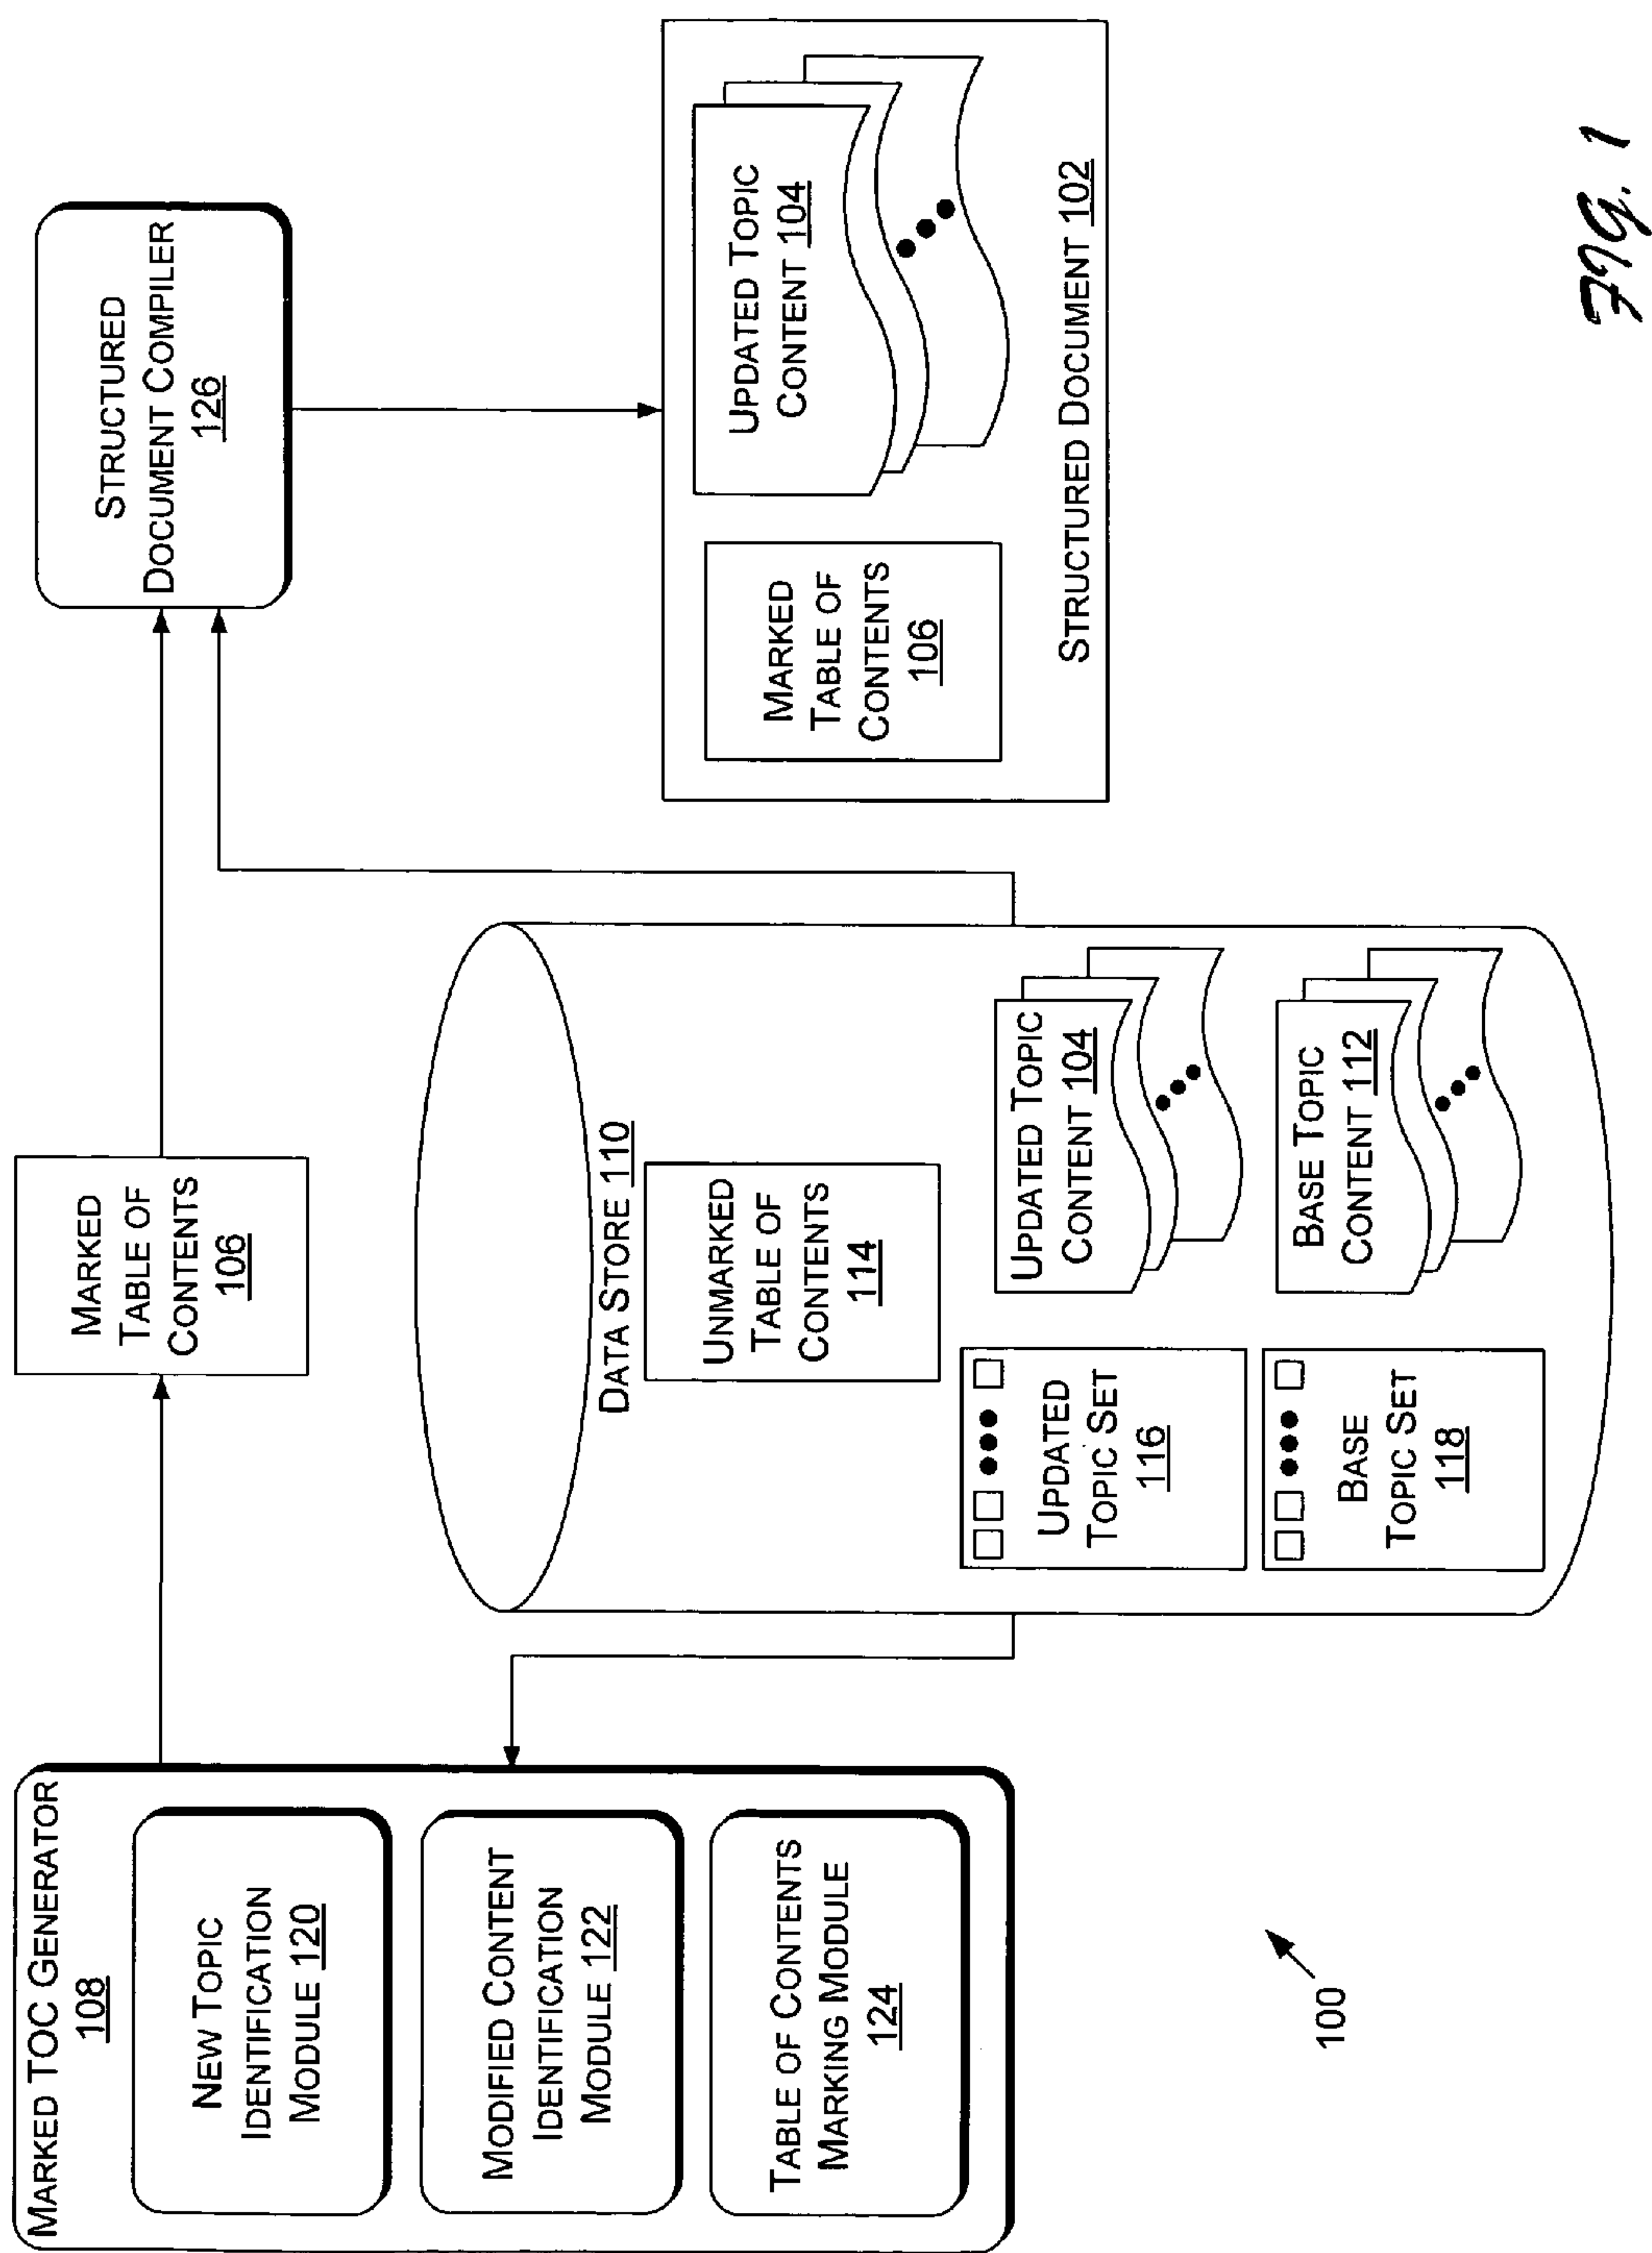 MARKED TOC GENERATOR
108
NEW TOPIC
IDENTIFICATION
MODULE 120
MODIFIED CONTENT
IDENTIFICATION
MODULE 122
TABLE OF CONTENTS
MARKING MODULE
124
MARKED
TABLE OF
CONTENTS
106
STRUCTURED
DOCUMENT COMPILER
126
DATA STORE 110
UNMARKED
TABLE OF
CONTENTS
114
UPDATED
TOPIC SET
116
UPDATED TOPIC
CONTENT 104
BASE
TOPIC SET
118
BASE TOPIC
CONTENT 112
MARKED
TABLE OF
CONTENTS
106
UPDATED TOPIC
CONTENT 104
STRUCTURED DOCUMENT 102
100
FIG. 1